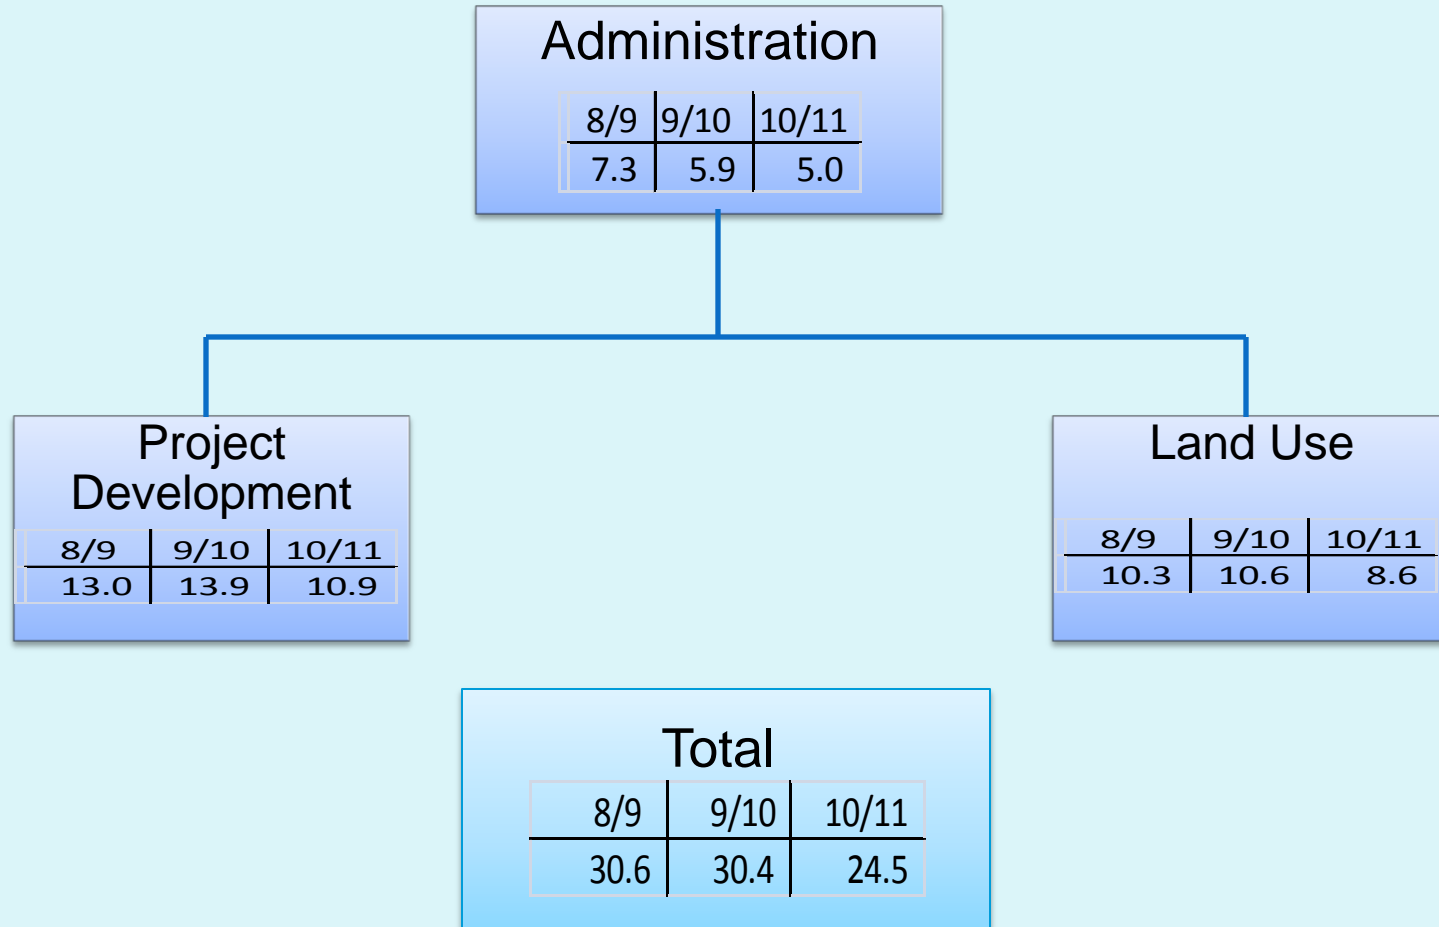 Administration
8/9 9/10 10/11
7.3 5.9 5.0
Project
Development
8/9 9/10 10/11
13.0 13.9 10.9
Land Use
8/9 9/10 10/11
10.3 10.6 8.6
Total
8/9 9/10 10/11
30.6 30.4 24.5